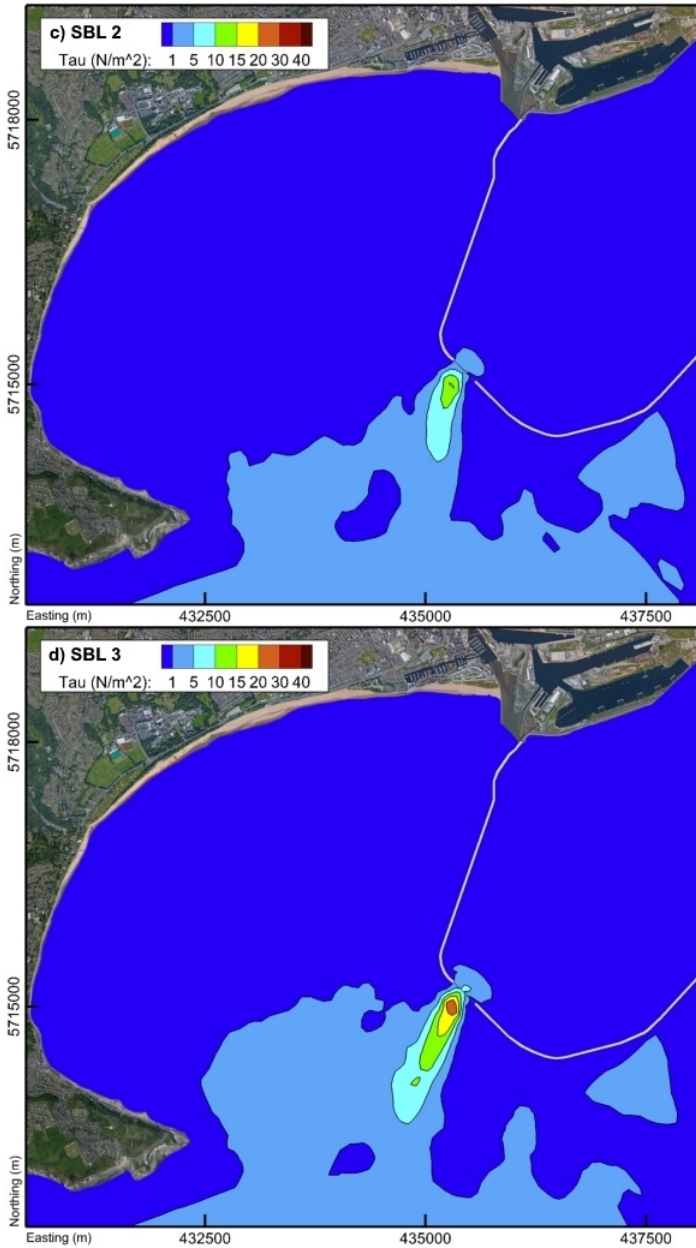 c) SBL 2
Tau (N/m^2): 1 5 10 15 20 30 40
5718000
5715000
Northing (m)
Easting (m) 432500 435000 437500
d) SBL 3
Tau (N/m^2): 1 5 10 15 20 30 40
5718000
5715000
Northing (m)
Easting (m) 432500 435000 437500